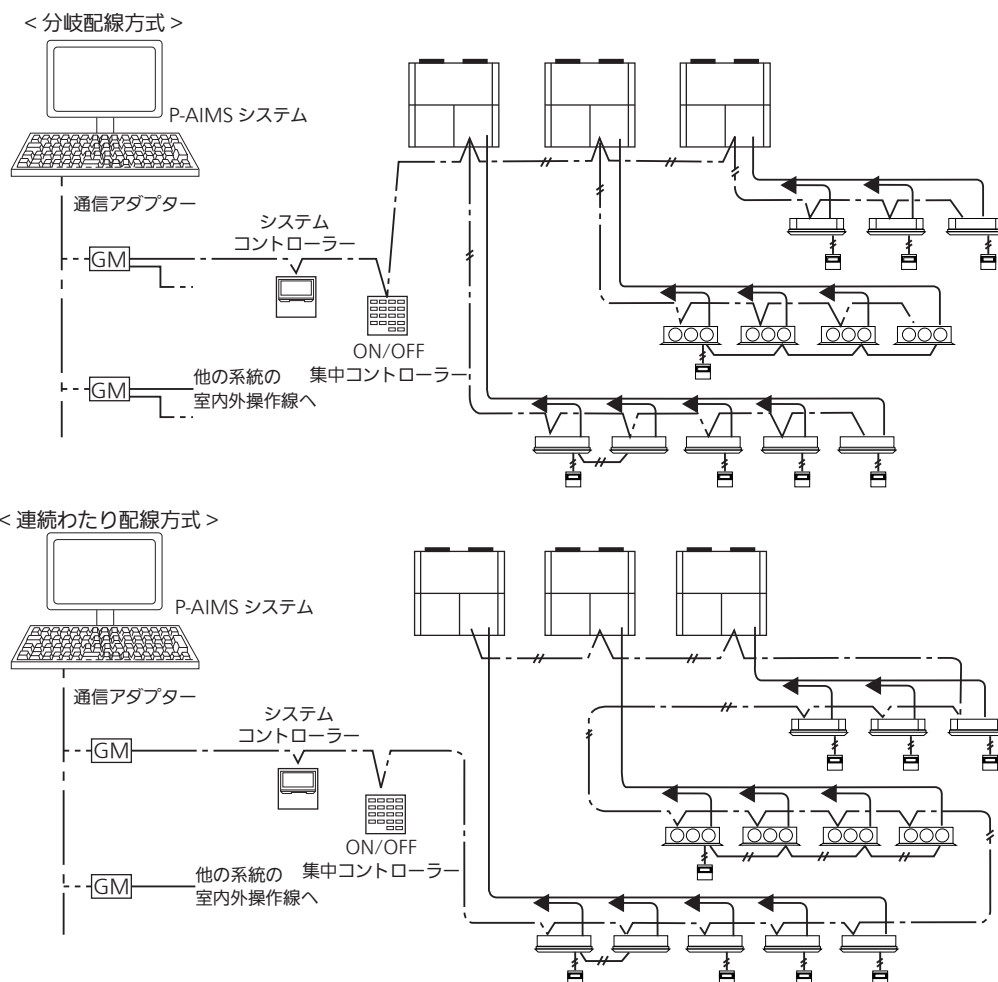 < 分岐配線方式 >
P-AIMS システム
通信アダプター
システム
コントローラー
GM
ON/OFF
集中コントローラー
GM
他の系統の
室内外操作線へ
< 連続わたり配線方式 >
P-AIMS システム
通信アダプター
システム
コントローラー
GM
ON/OFF
集中コントローラー
GM
他の系統の
室内外操作線へ